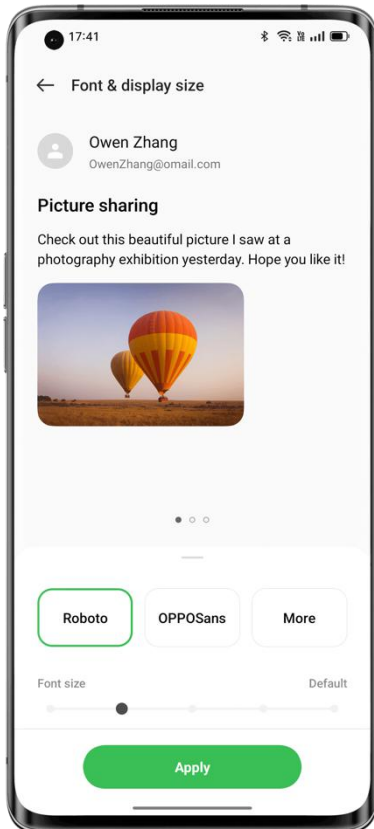 17:41
Font & display size
Owen Zhang
OwenZhang@omail.com
Picture sharing
Check out this beautiful picture I saw at a
photography exhibition yesterday. Hope you like it!
Roboto
OPPOSans
More
Font size
Default
Apply